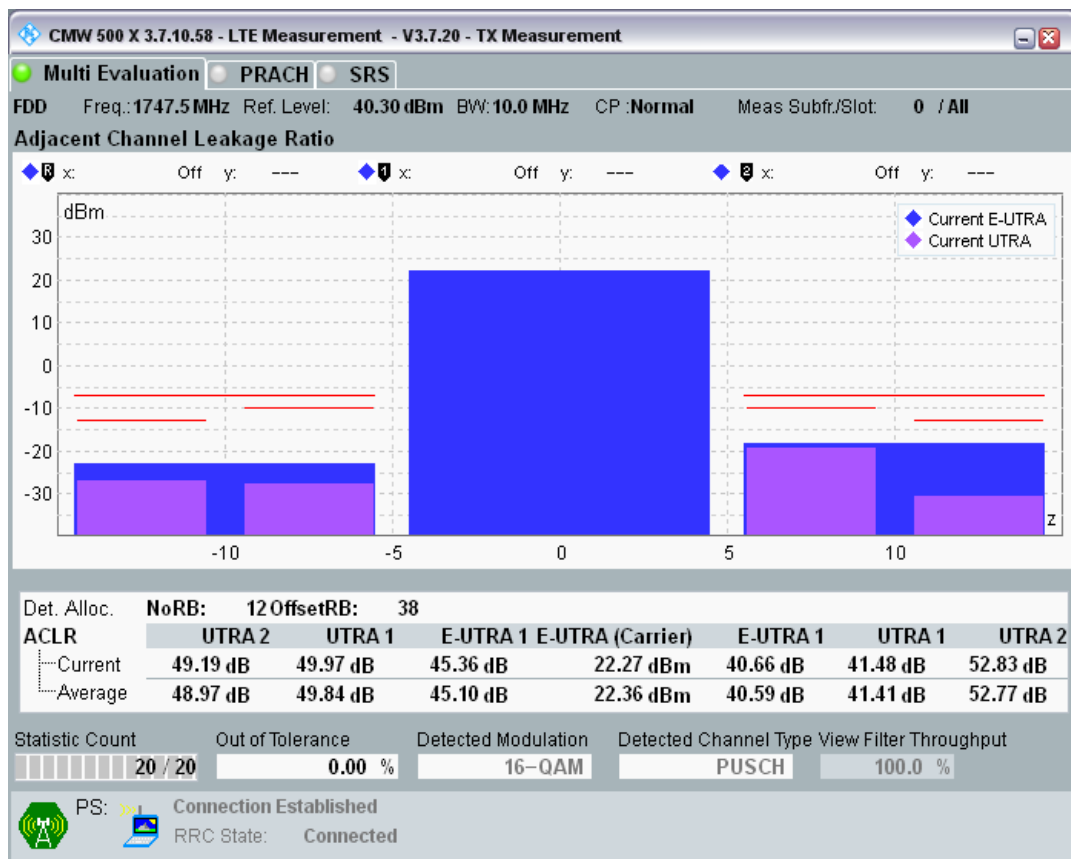 CMW 500 X 3.7.10.58 - LTE Measurement - V3.7.20 - TX Measurement
Multi Evaluation PRACH SRS
FDD Freq.:1747.5 MHz Ref. Level: 40.30 dBm BW:10.0 MHz CP :Normal Meas Subfr./Slot: 0 / All
Adjacent Channel Leakage Ratio
R x: Off y: --- 1 x: Off y: --- 2 x: Off y: ---
dBm
Current E-UTRA
Current UTRA
30
20
10
0
-10
-20
-30
z
-10 -5 0 5 10
Det. Alloc. NoRB: 12 OffsetRB: 38
ACLR UTRA 2 UTRA 1 E-UTRA 1 E-UTRA (Carrier) E-UTRA 1 UTRA 1 UTRA 2
Current 49.19 dB 49.97 dB 45.36 dB 22.27 dBm 40.66 dB 41.48 dB 52.83 dB
Average 48.97 dB 49.84 dB 45.10 dB 22.36 dBm 40.59 dB 41.41 dB 52.77 dB
Statistic Count Out of Tolerance Detected Modulation Detected Channel Type View Filter Throughput
20 / 20 0.00 % 16-QAM PUSCH 100.0 %
PS: Connection Established
RRC State: Connected